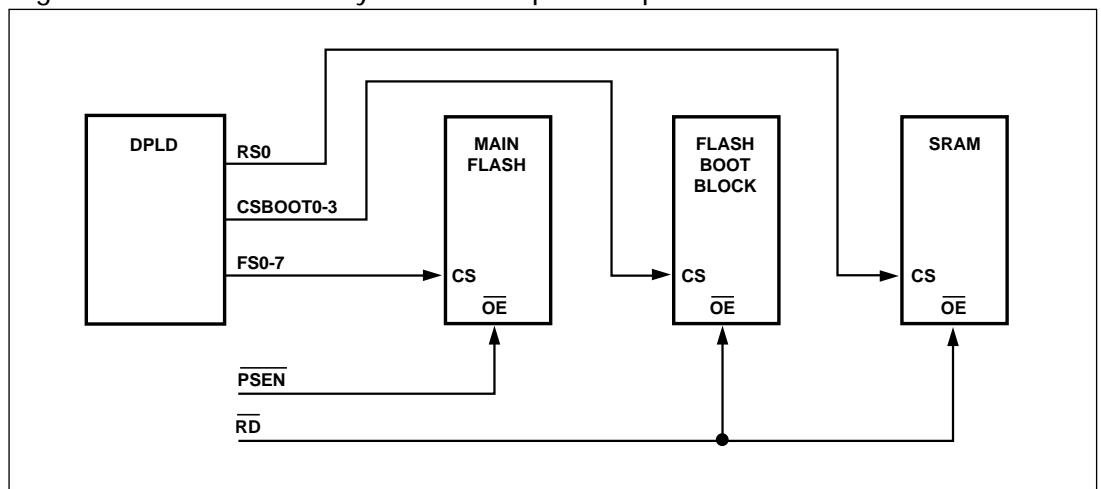 DPLD
RS0
CSBOOT0-3
FS0-7
MAIN
FLASH
CS
OE
FLASH
BOOT
BLOCK
CS
OE
SRAM
CS
OE
PSEN
RD